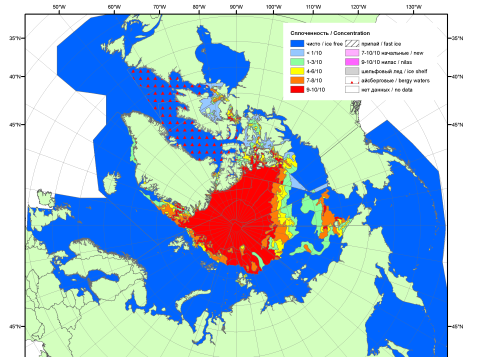 60°W 70°W 80°W 90°W 100°W 110°W 120°W 130°W
Сплоченность / Concentration
чисто / ice free
< 1/10
1-3/10
4-6/10
7-8/10
9-10/10
припай / fast ice
7-10/10 начальные / new
9-10/10 нилас / nilas
шельфовый лед / ice shelf
айсберговые / bergy waters
нет данных / no data
35°N
35°N
40°N
40°N
45°N
45°N
45°N
45°N